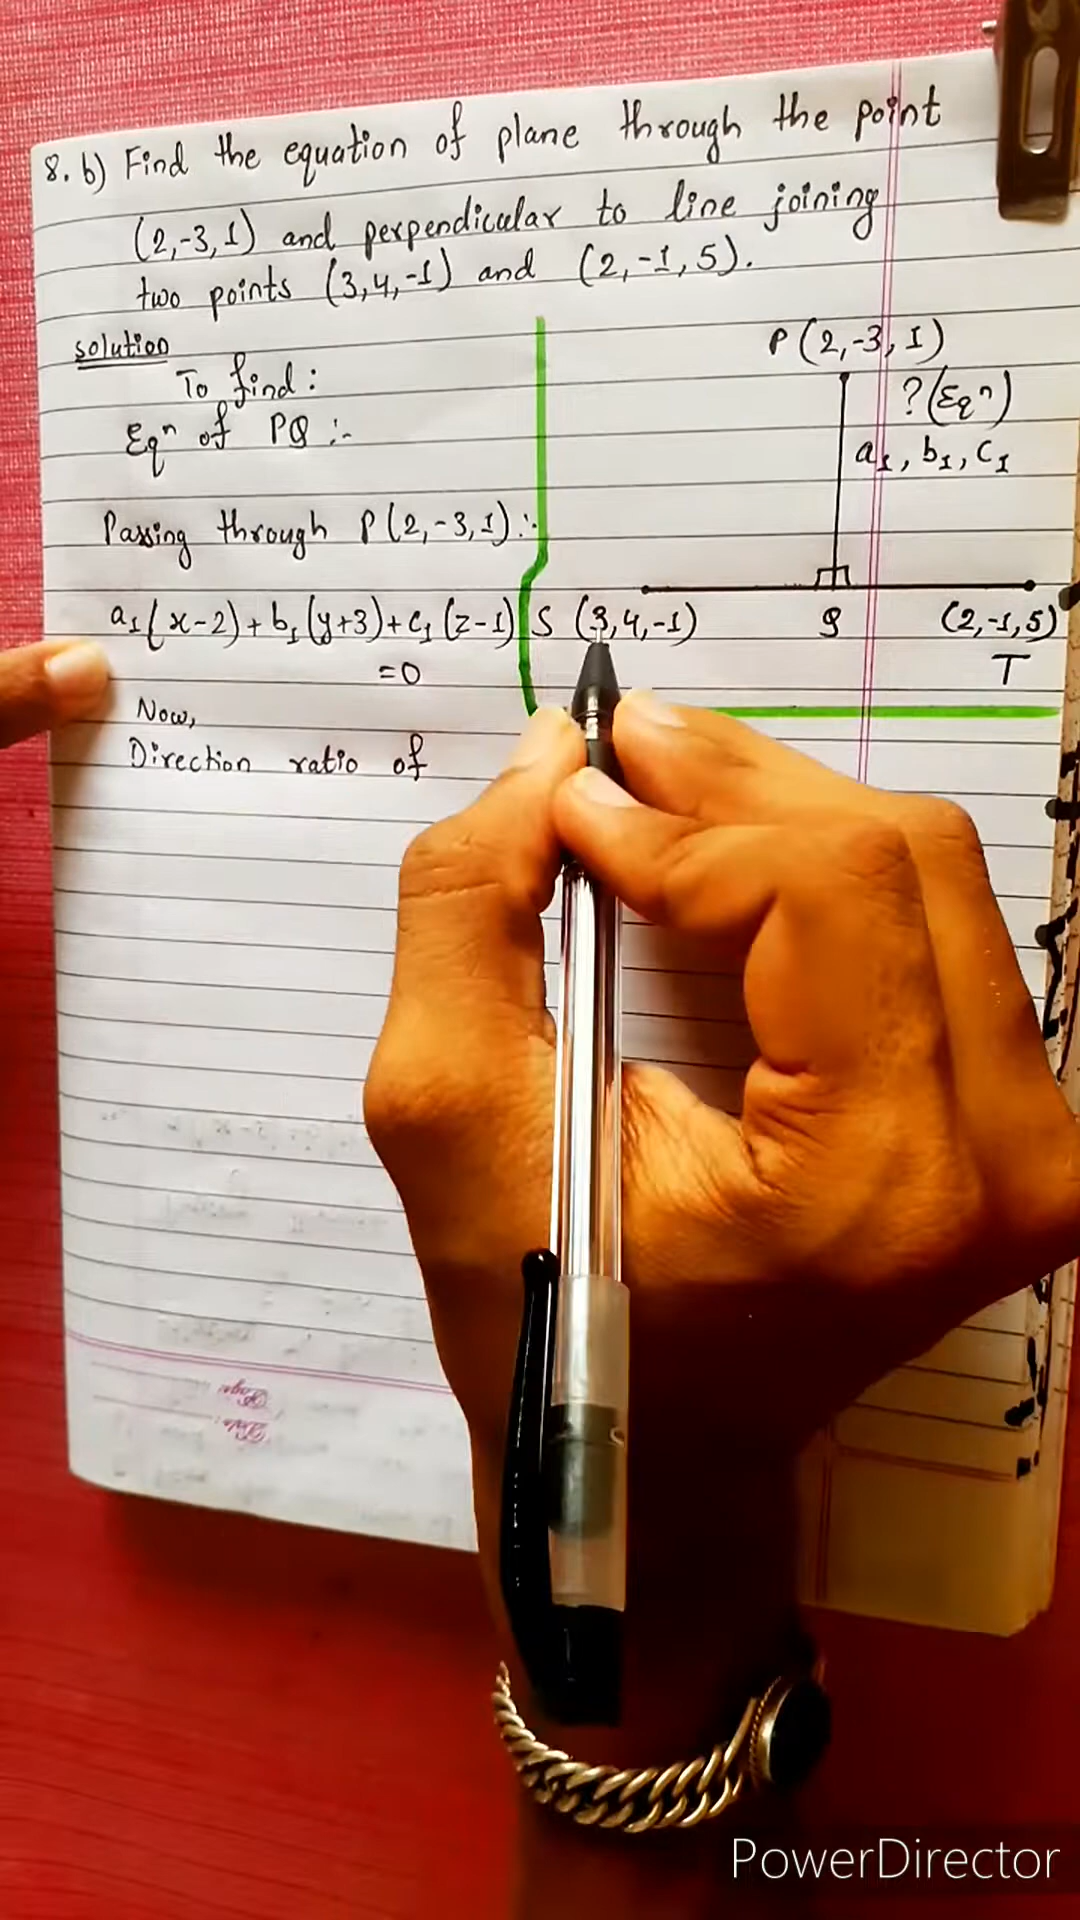 8. b) Find the equation of plane through the point
(2,-3,1) and perpendicular to line joining
two points (3,4,-1) and (2,-1,5).
solution
To find:
Eqⁿ of PQ :-
Passing through P(2,-3,1):-
a₁(x-2)+b₁(y+3)+c₁(z-1)
=0
Now,
Direction ratio of
P(2,-3,1)
?(Eqⁿ)
a₁, b₁, c₁
S (3,4,-1) Q (2,-1,5)
T
Page:
Date:
PowerDirector